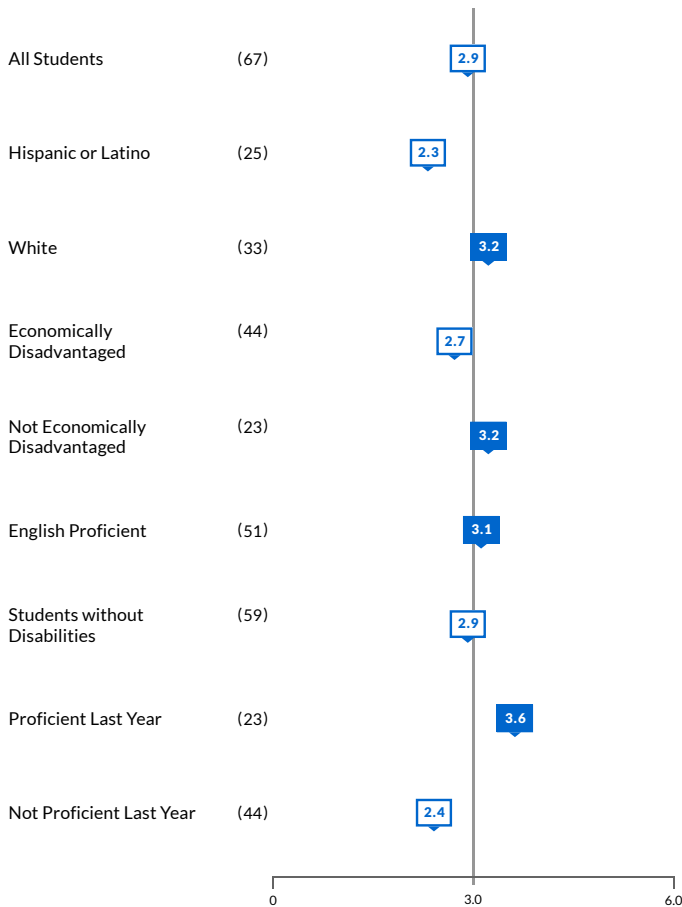 All Students (67) 2.9
Hispanic or Latino (25) 2.3
White (33) 3.2
Economically (44)
Disadvantaged 2.7
Not Economically (23)
Disadvantaged 3.2
English Proficient (51) 3.1
Students without (59)
Disabilities 2.9
Proficient Last Year (23) 3.6
Not Proficient Last Year (44) 2.4
0 3.0 6.0